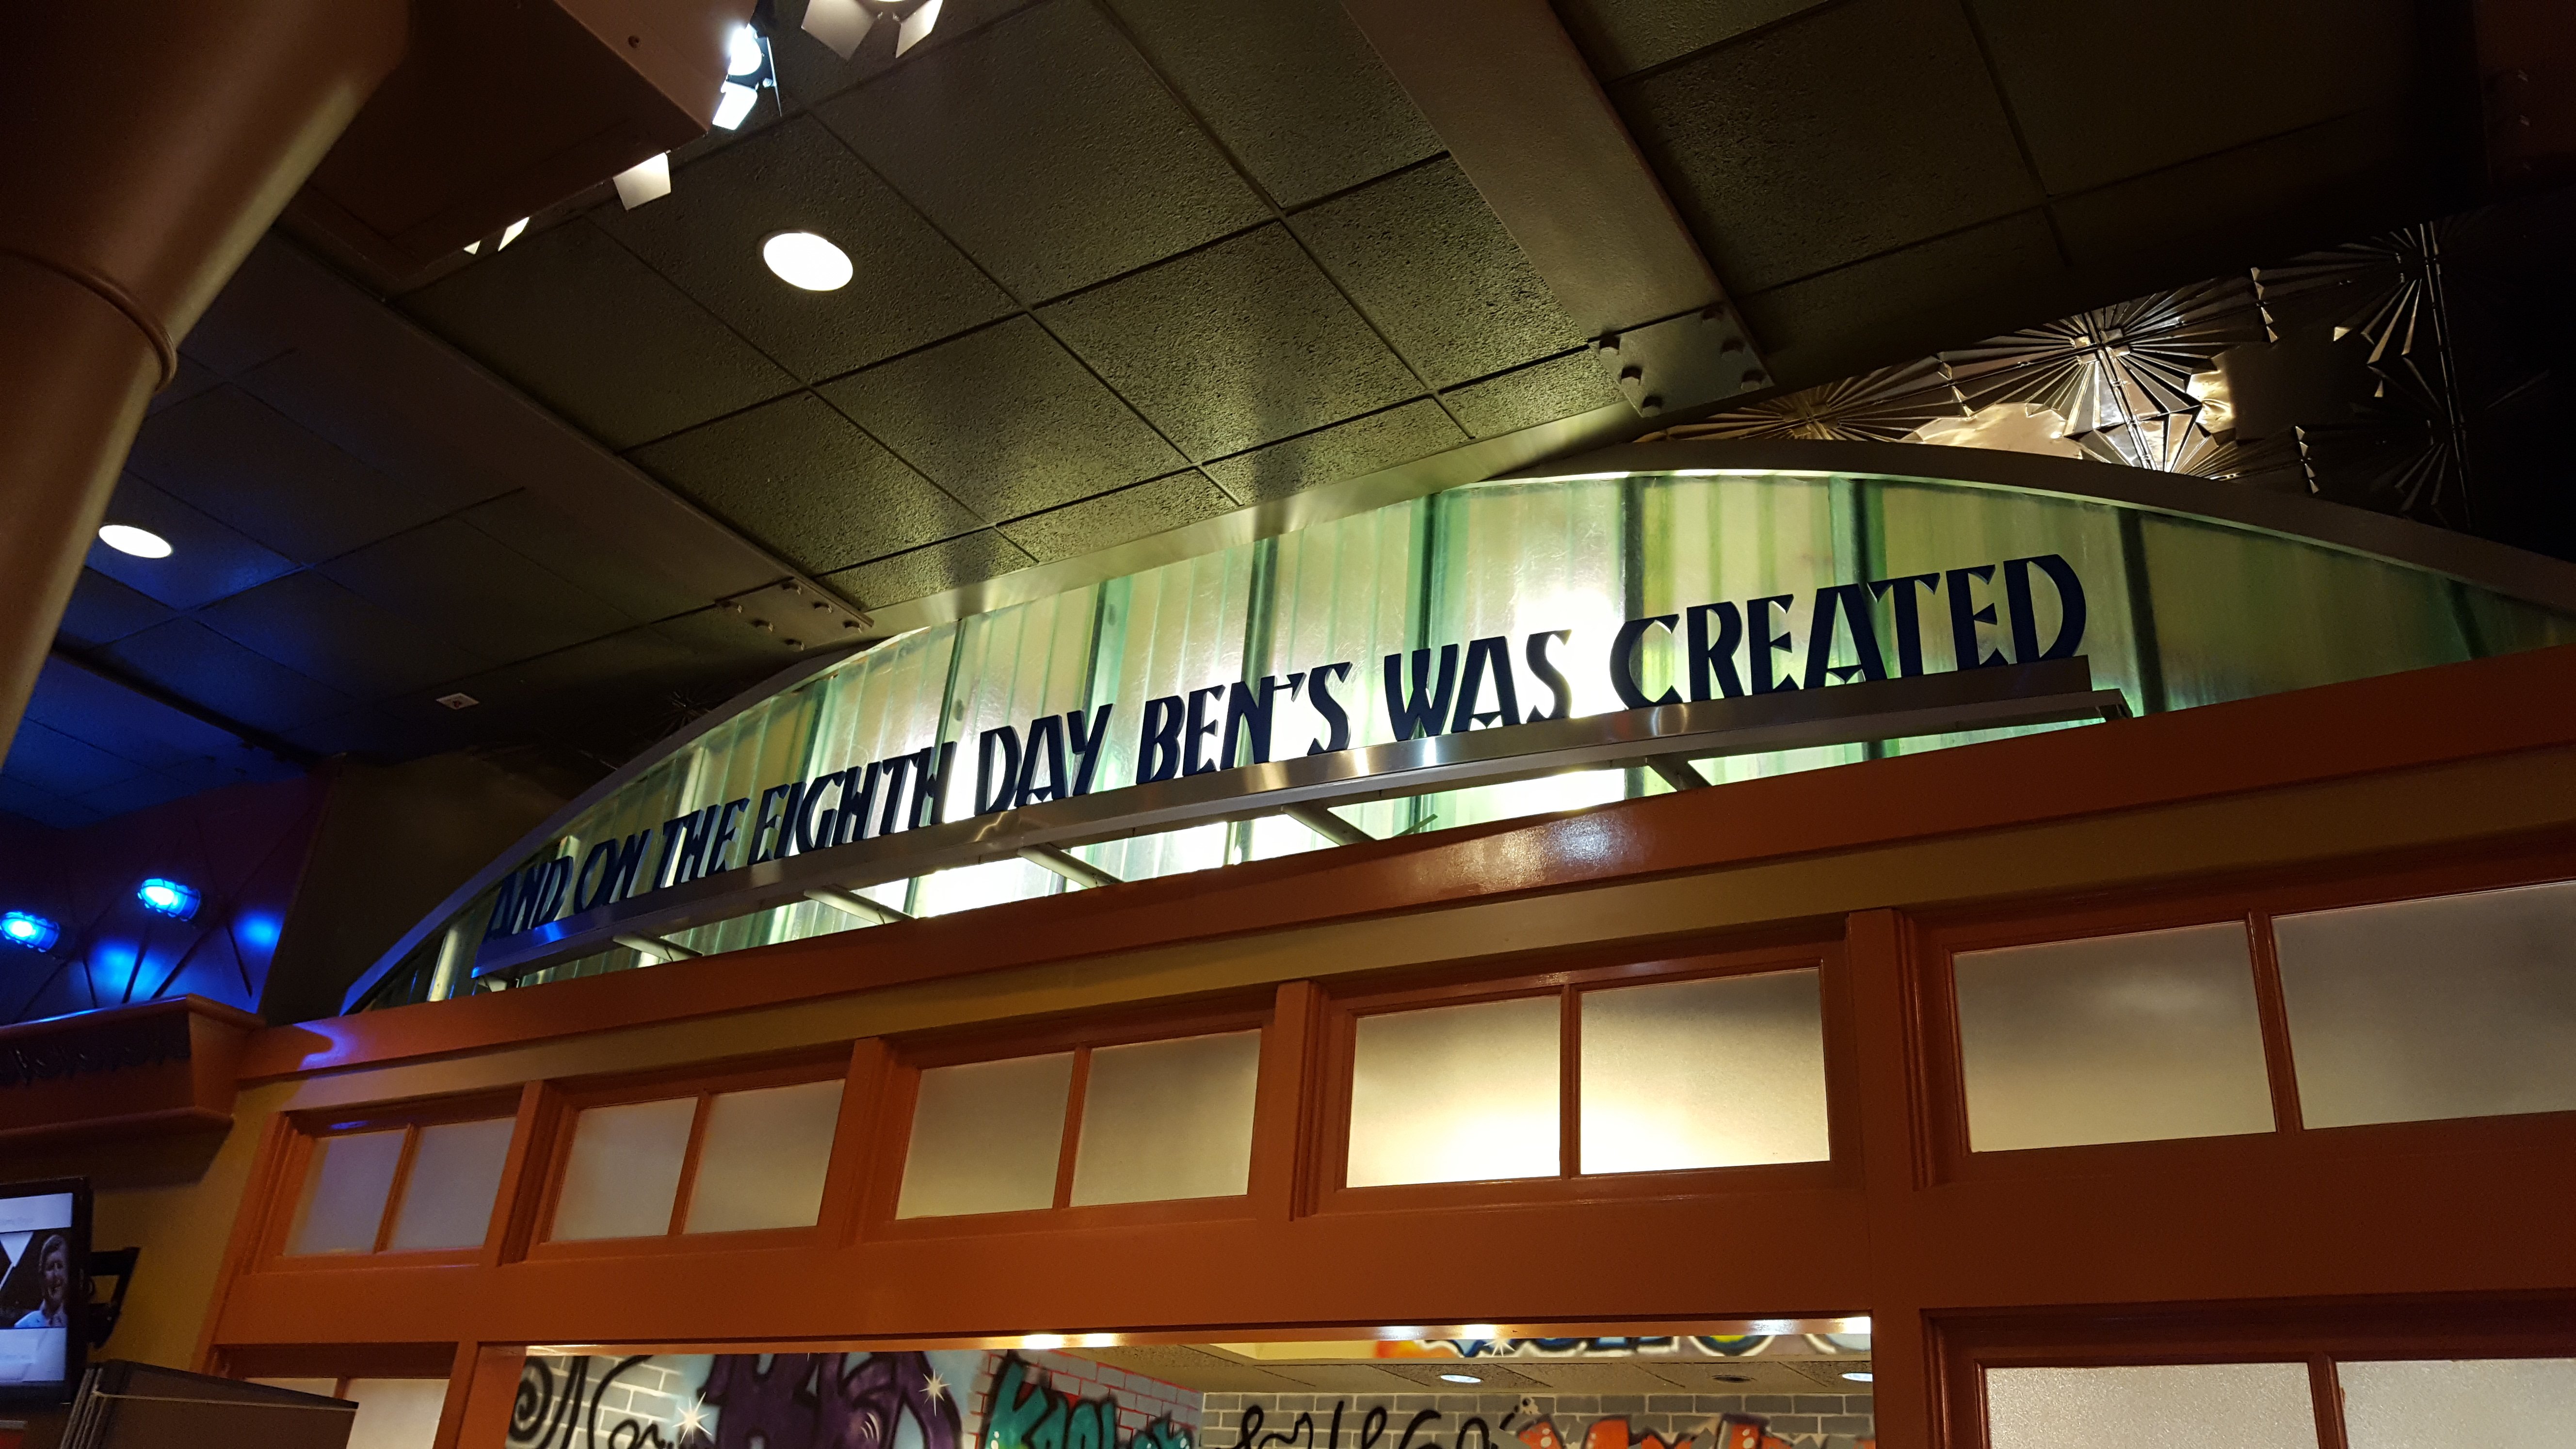 AND ON THE EIGHTH DAY BEN'S WAS CREATED